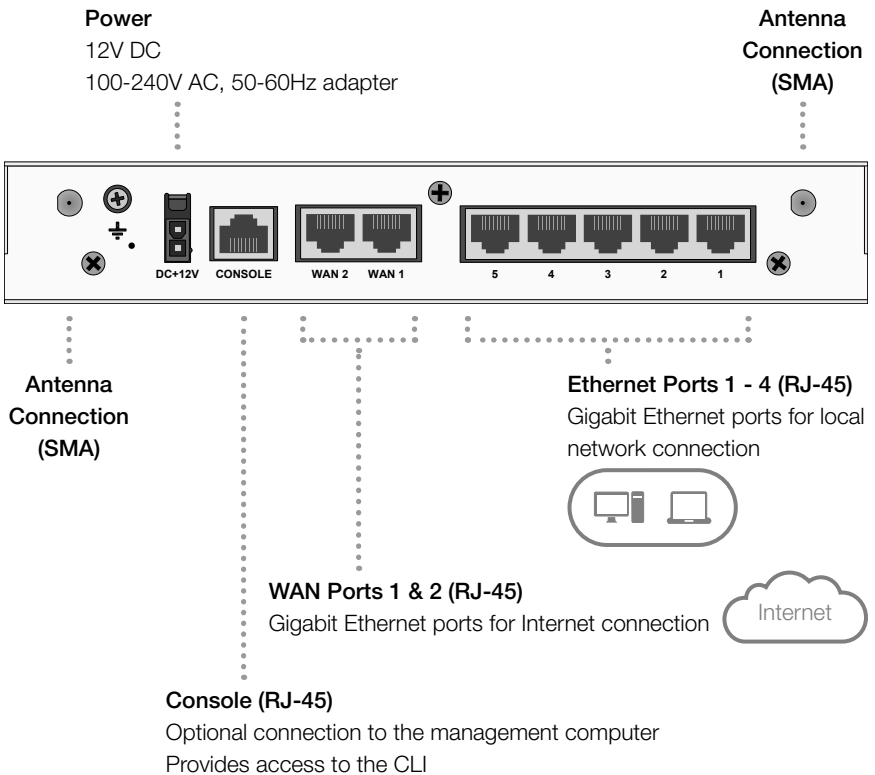 Power
12V DC
100-240V AC, 50-60Hz adapter
Antenna
Connection
(SMA)
DC+12V
CONSOLE
WAN 2
WAN 1
5
4
3
2
1
Antenna
Connection
(SMA)
Ethernet Ports 1 - 4 (RJ-45)
Gigabit Ethernet ports for local
network connection
WAN Ports 1 & 2 (RJ-45)
Gigabit Ethernet ports for Internet connection
Internet
Console (RJ-45)
Optional connection to the management computer
Provides access to the CLI